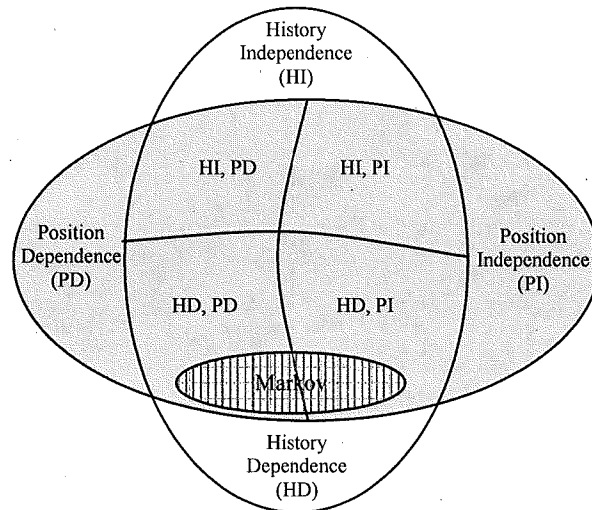 History
Independence
(HI)
HI, PD
HI, PI
Position
Dependence
(PD)
Position
Independence
(PI)
HD, PD
HD, PI
Markov
History
Dependence
(HD)